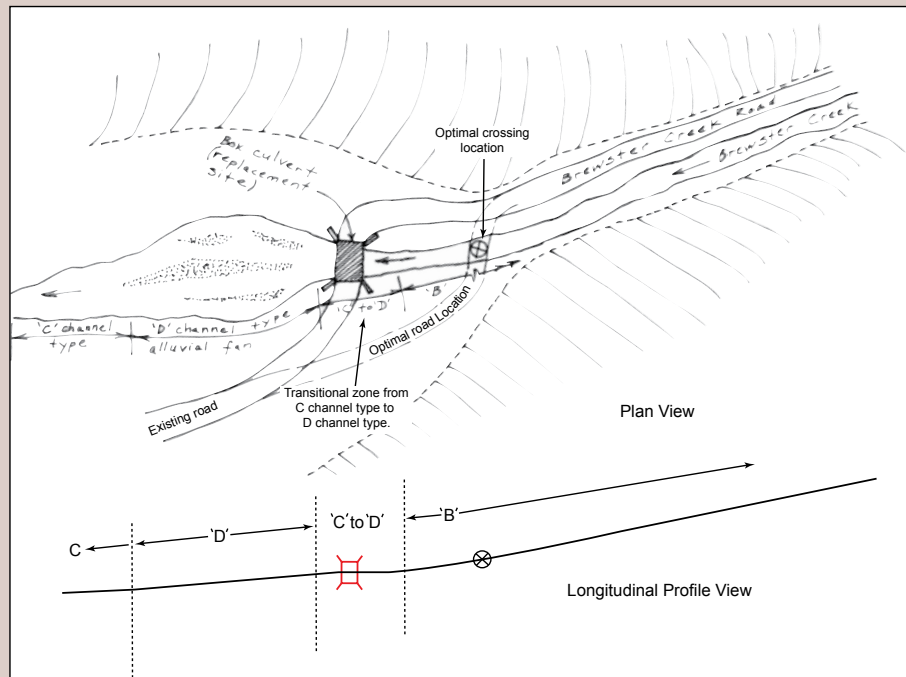 Optimal crossing
location
Brewster Creek Road
Brewster Creek
Box culvert
(replacement
site)
'B'
'C' to 'D'
Optimal road Location
'C' channel
type
'D' channel type
alluvial fan
Transitional zone from
C channel type to
D channel type.
Existing road
Plan View
'B'
'C' to 'D'
'D'
C
Longitudinal Profile View